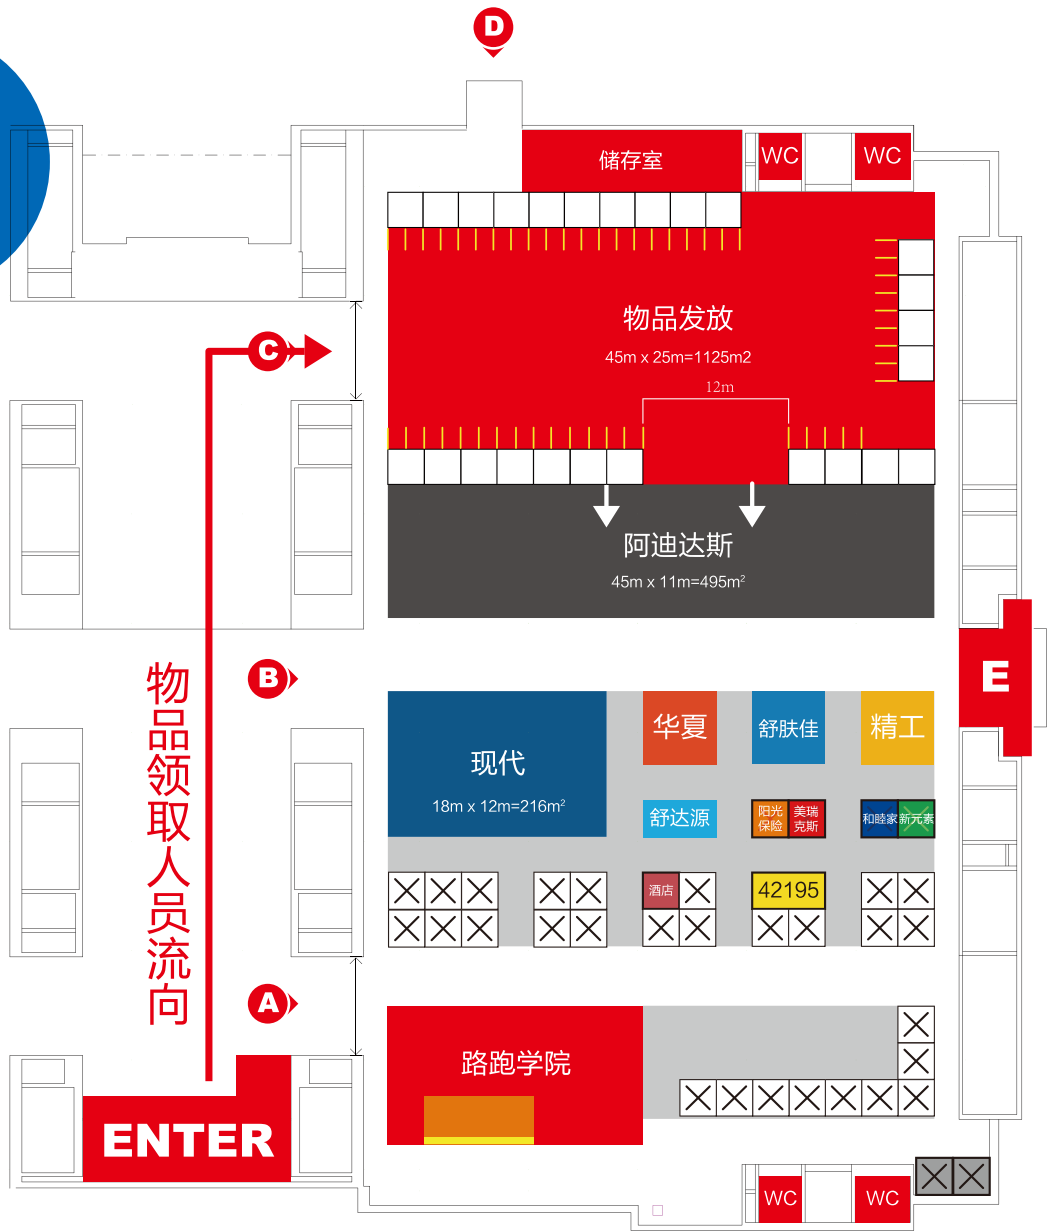 D
储存室
WC
WC
物品发放
45m x 25m=1125m2
12m
C
阿迪达斯
45m x 11m=495m²
物品领取人员流向
B
E
现代
18m x 12m=216m²
华夏
舒肤佳
精工
舒达源
阳光
保险
美瑞
克斯
和睦家
新元素
酒店
42195
A
路跑学院
ENTER
WC
WC